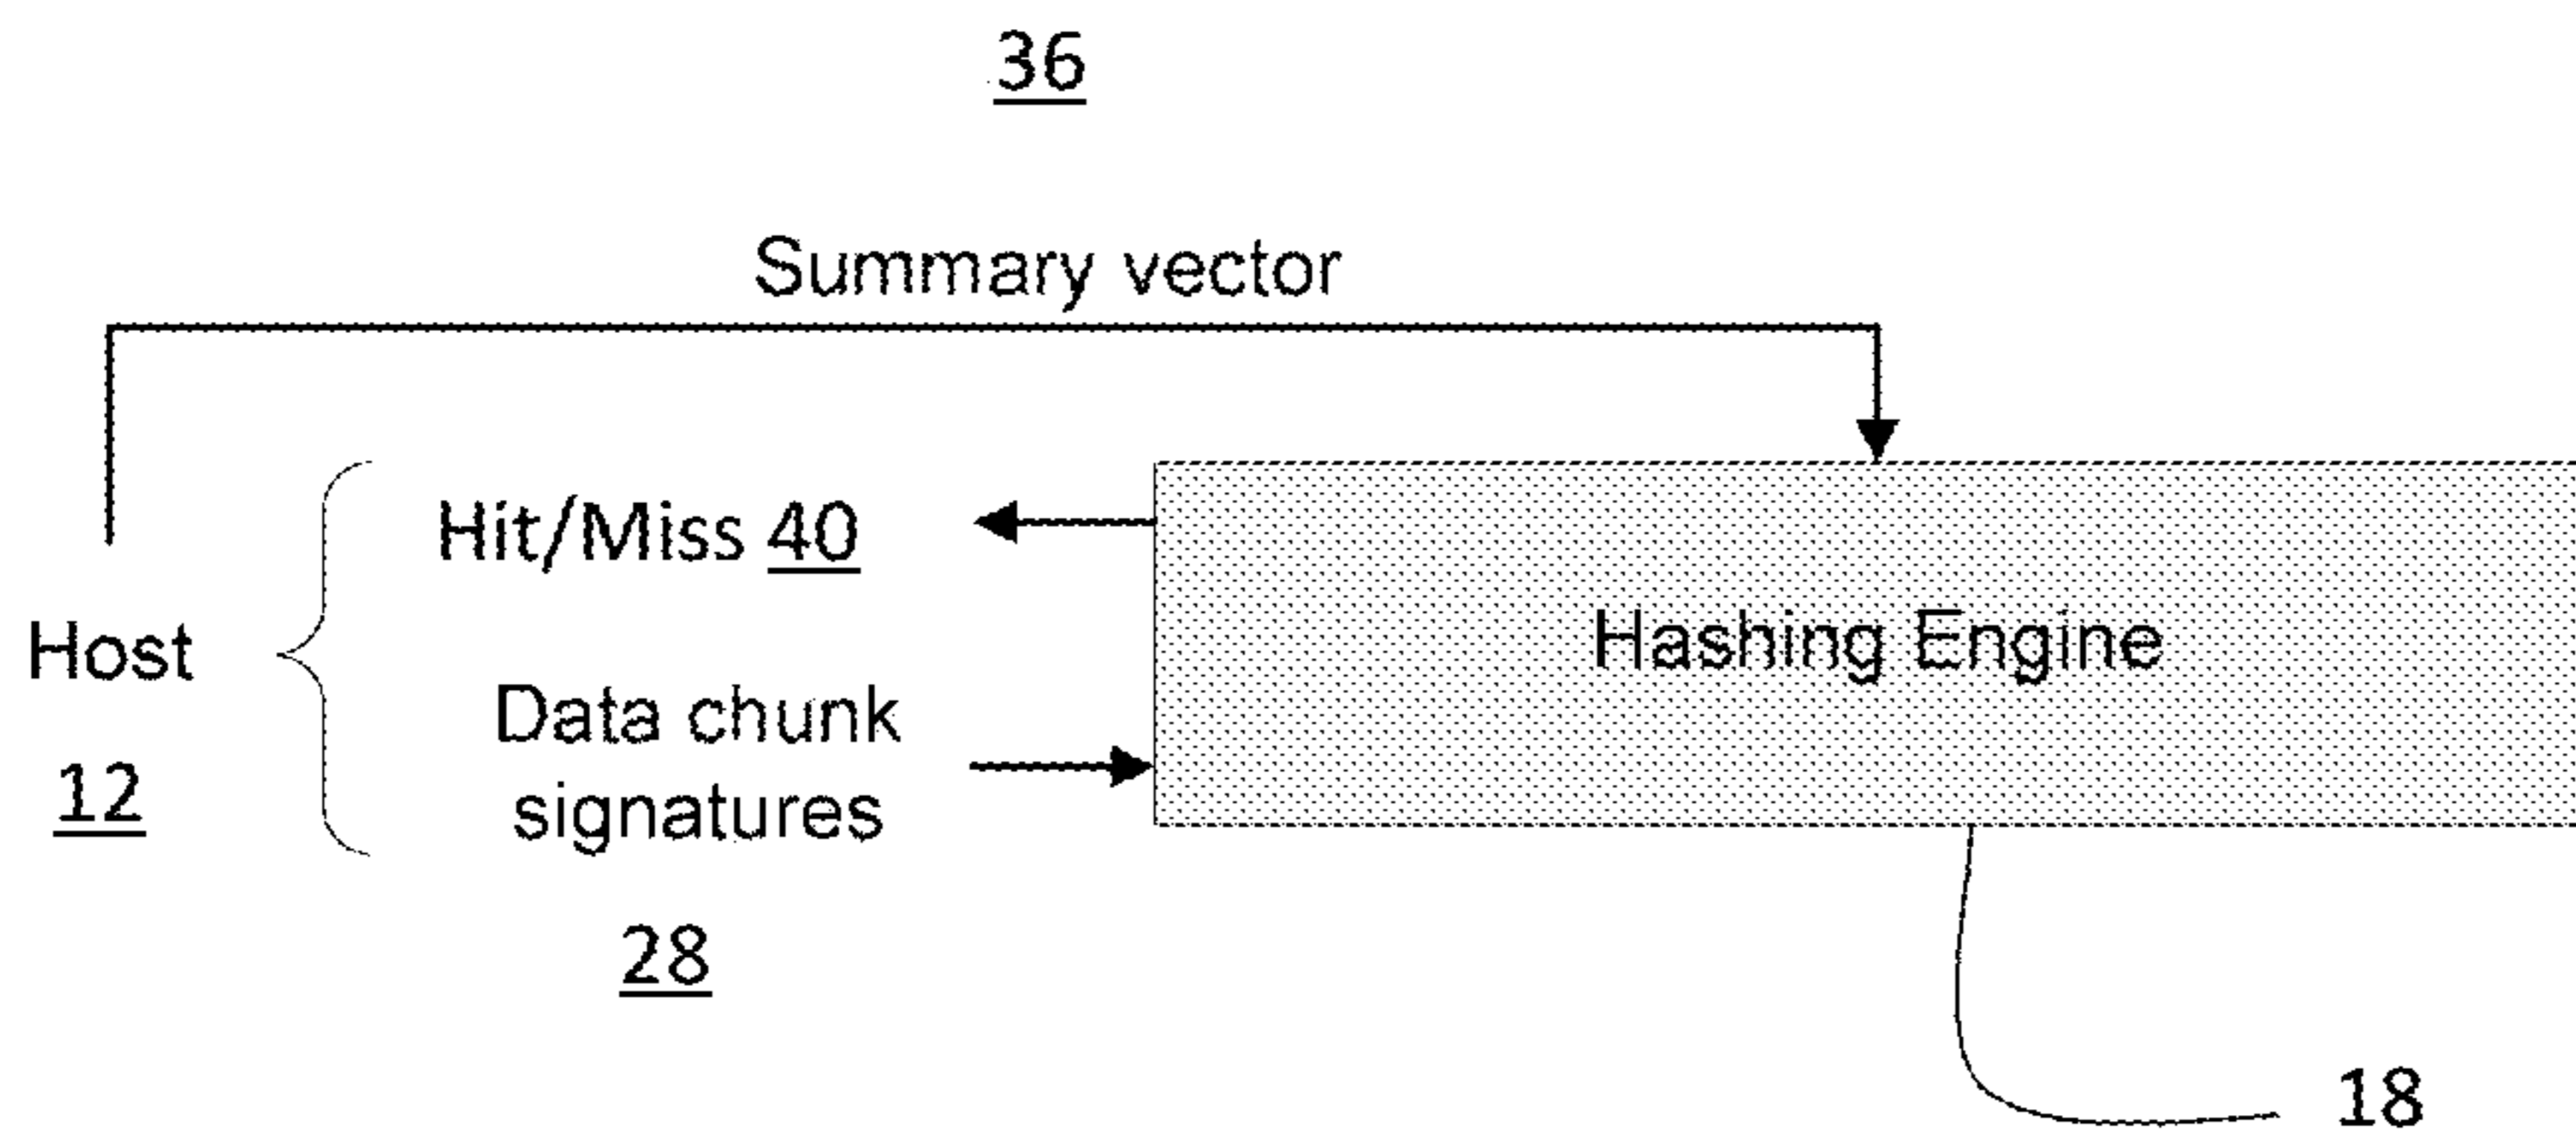 36
Summary vector
Hit/Miss 40
Host
12
Data chunk
signatures
28
Hashing Engine
18